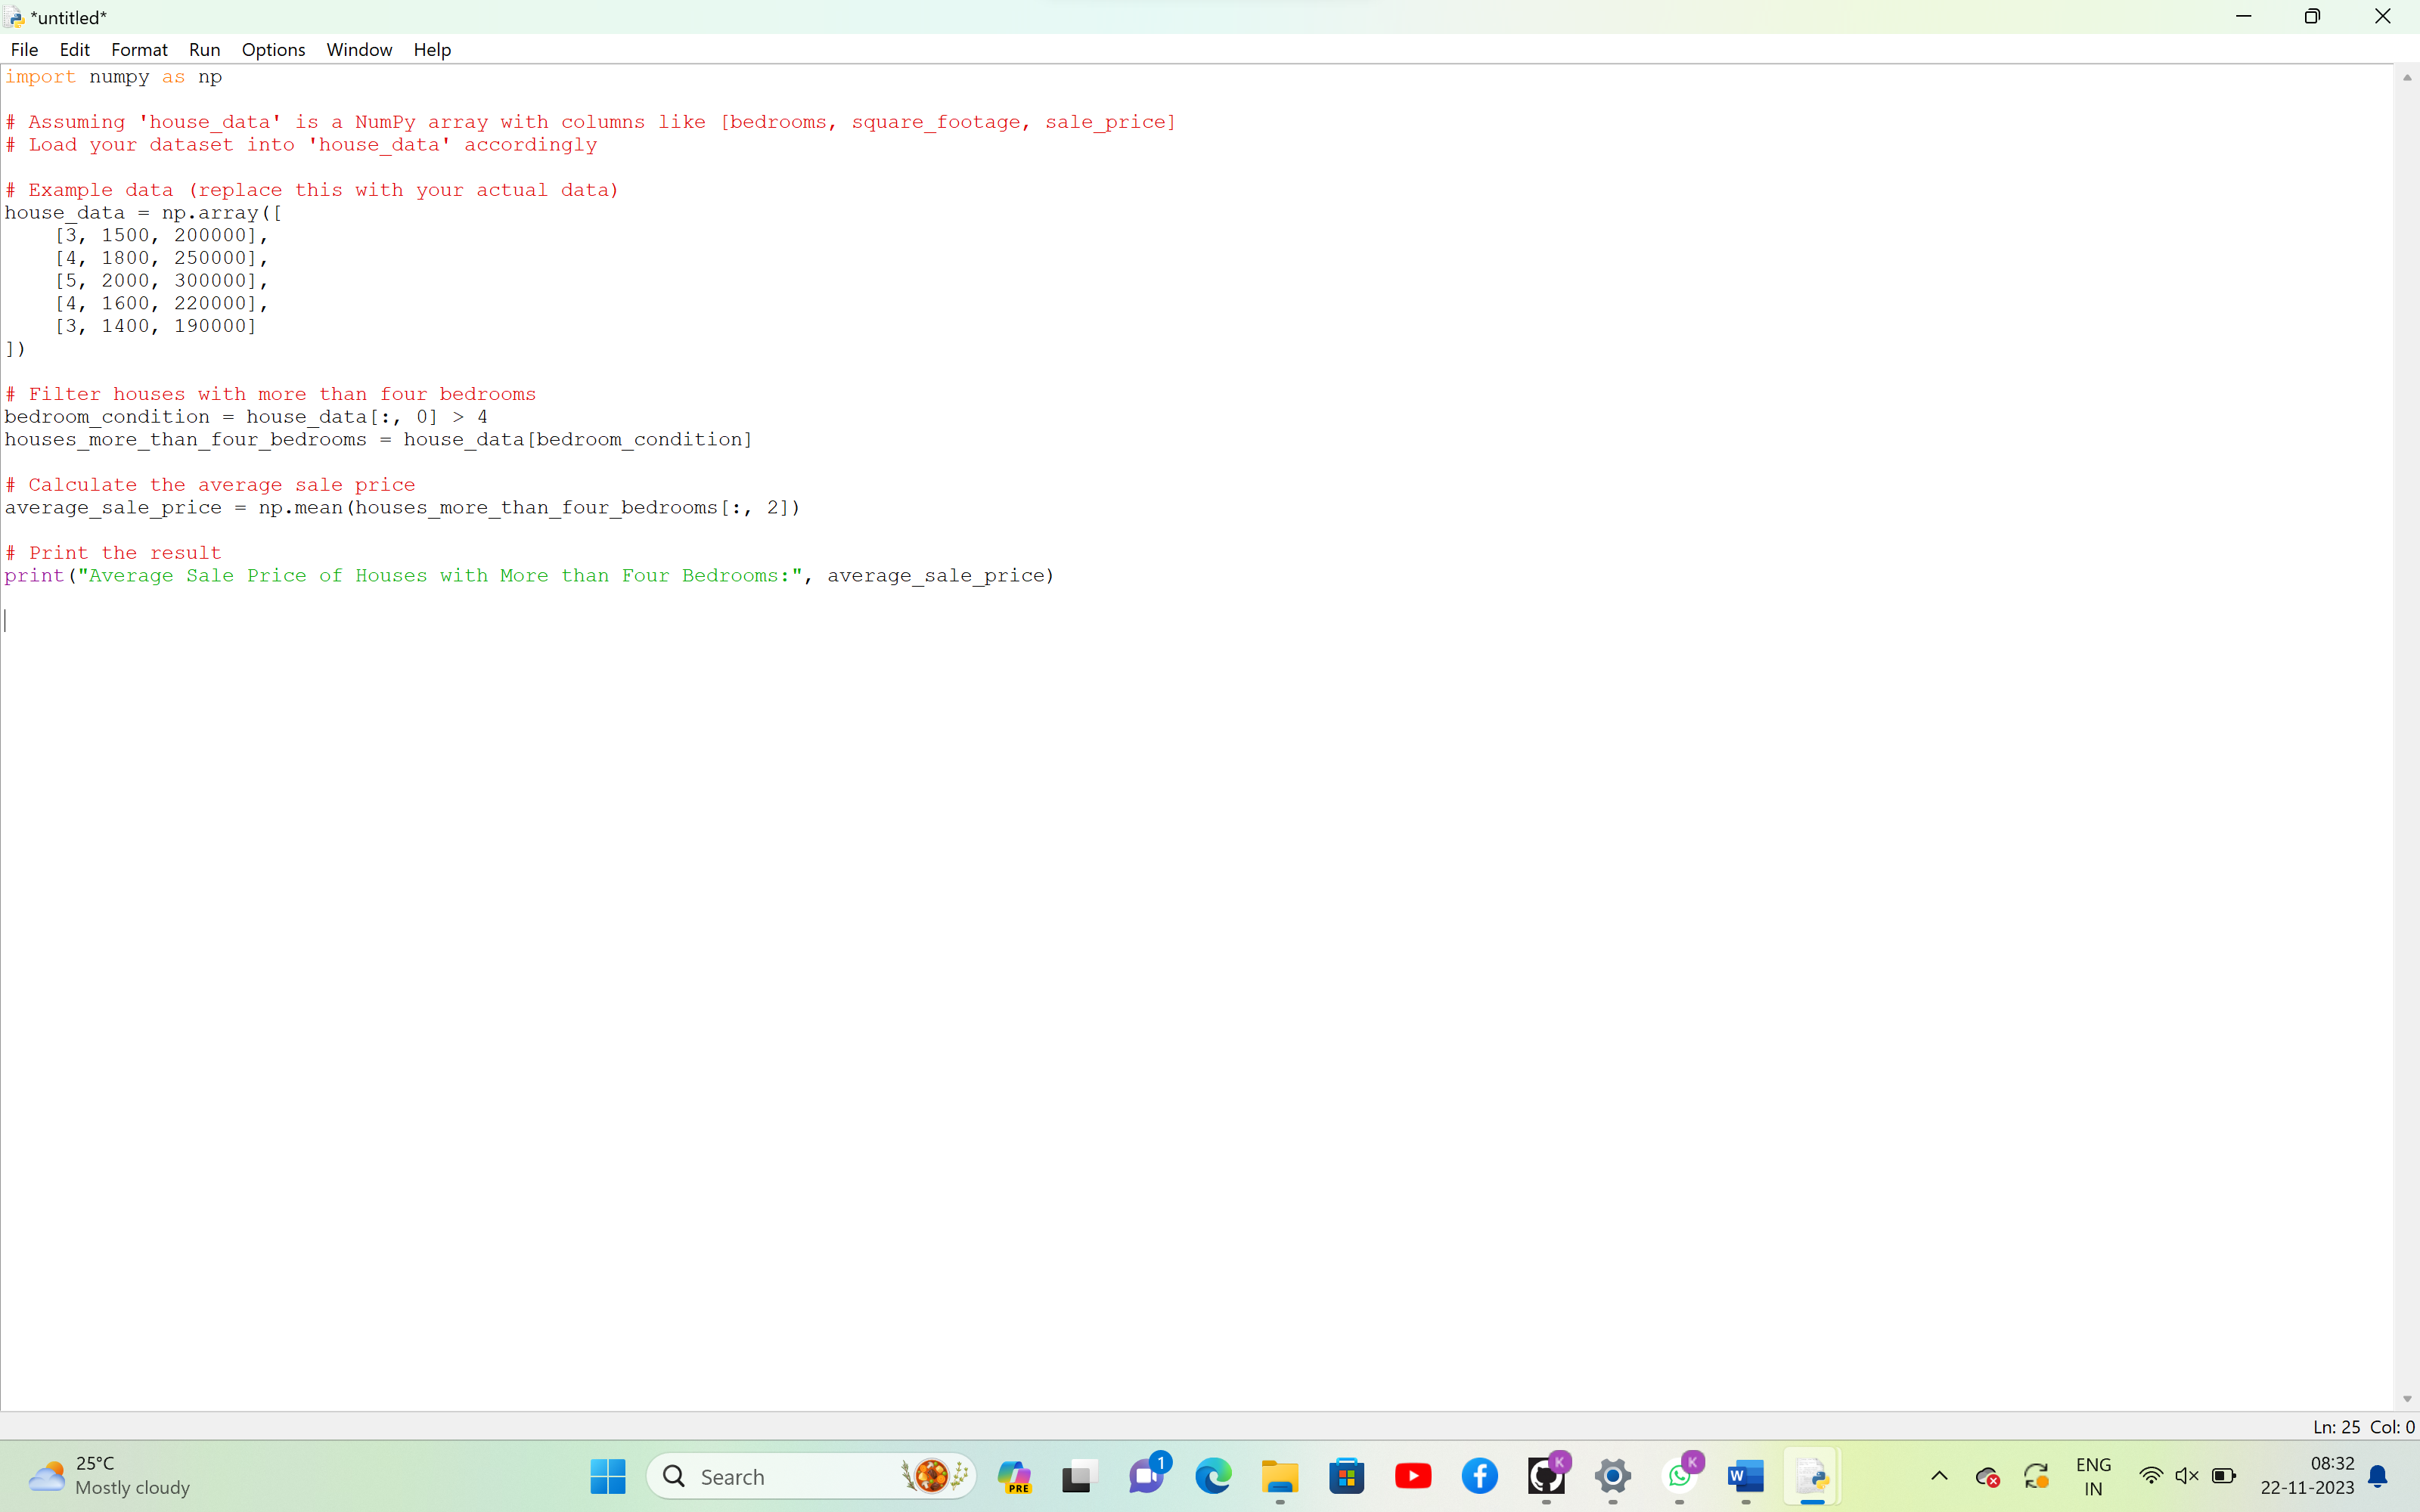 *untitled*
File Edit Format Run Options Window Help
import numpy as np
# Assuming 'house_data' is a NumPy array with columns like [bedrooms, square_footage, sale_price]
# Load your dataset into 'house_data' accordingly
# Example data (replace this with your actual data)
house_data = np.array([
    [3, 1500, 200000],
    [4, 1800, 250000],
    [5, 2000, 300000],
    [4, 1600, 220000],
    [3, 1400, 190000]
])
# Filter houses with more than four bedrooms
bedroom_condition = house_data[:, 0] > 4
houses_more_than_four_bedrooms = house_data[bedroom_condition]
# Calculate the average sale price
average_sale_price = np.mean(houses_more_than_four_bedrooms[:, 2])
# Print the result
print("Average Sale Price of Houses with More than Four Bedrooms:", average_sale_price)
Ln: 25 Col: 0
25°C
Mostly cloudy
Search
PRE
1
K
K
W
ENG
IN
08:32
22-11-2023